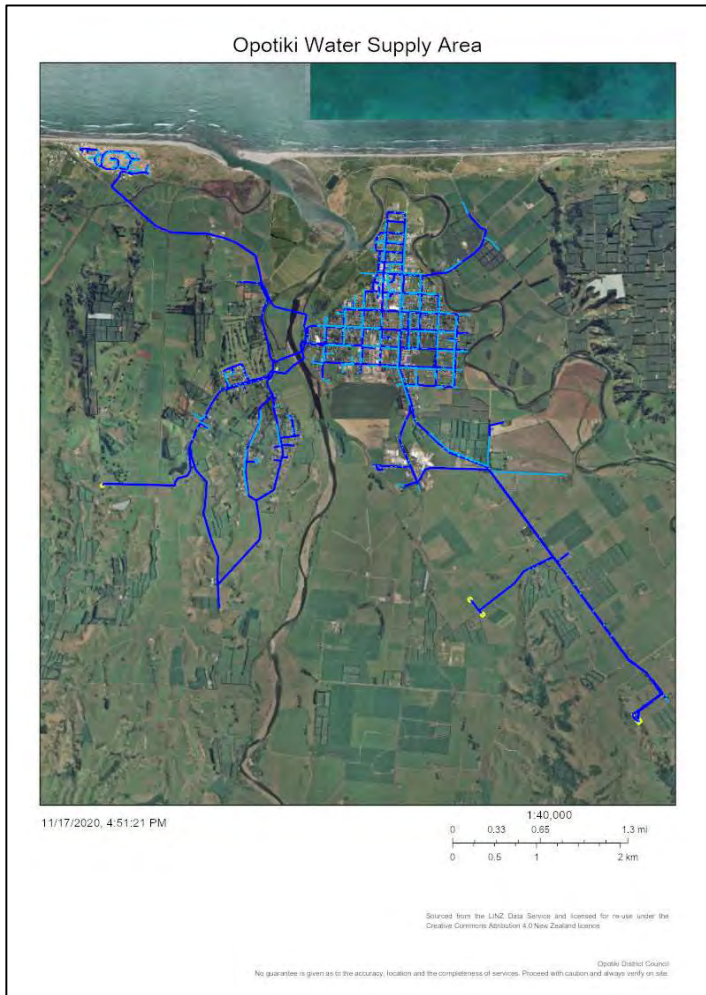 Opotiki Water Supply Area
11/17/2020, 4:51:21 PM
1:40,000
0 0.33 0.65 1.3 mi
0 0.5 1 2 km
Sourced from the LINZ Data Service and licensed for re-use under the
Creative Commons Attribution 4.0 New Zealand licence
Opotiki District Council
No guarantee is given as to the accuracy, location and the completeness of services. Proceed with caution and always verify on site.